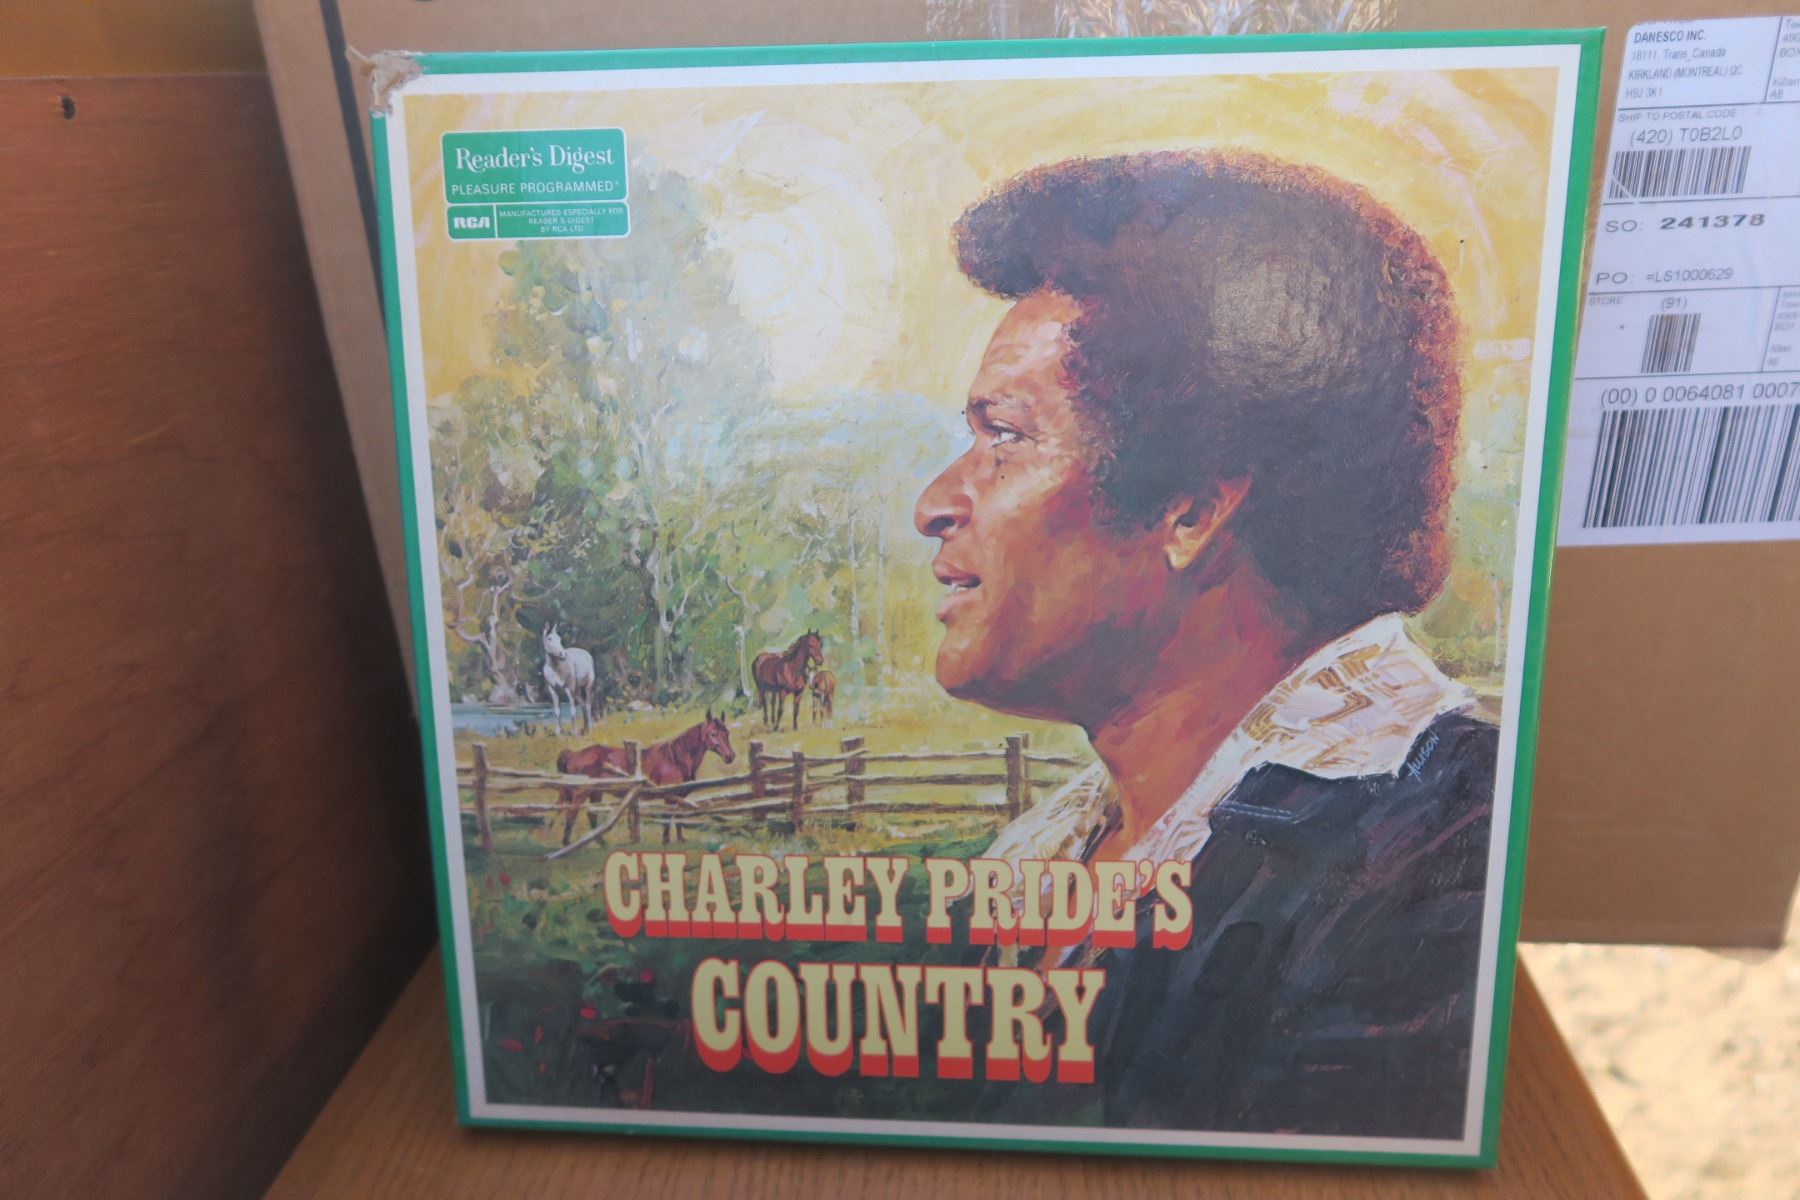 Reader's Digest
PLEASURE PROGRAMMED*
RCA
MANUFACTURED ESPECIALLY FOR
READER'S DIGEST
BY RCA LTD
ALLISON
CHARLEY PRIDE'S
COUNTRY
DANESCO INC.
18111 Trans_Canada
KIRKLAND (MONTREAL) QC
H9J 3K1
SHIP TO POSTAL CODE
(420) T0B2L0
SO: 241378
PO: =LS1000629
STORE
(91)
(00) 0 0064081 0007